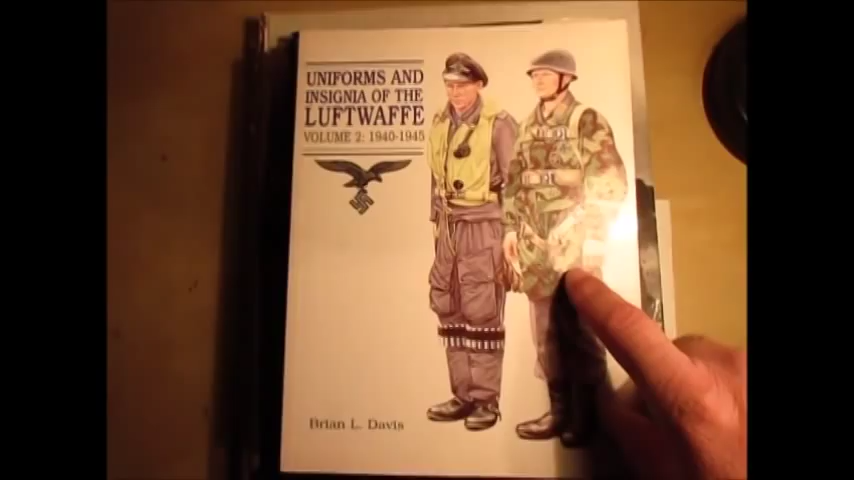 UNIFORMS AND
INSIGNIA OF THE
LUFTWAFFE
VOLUME 2: 1940-1945
Brian L. Davis